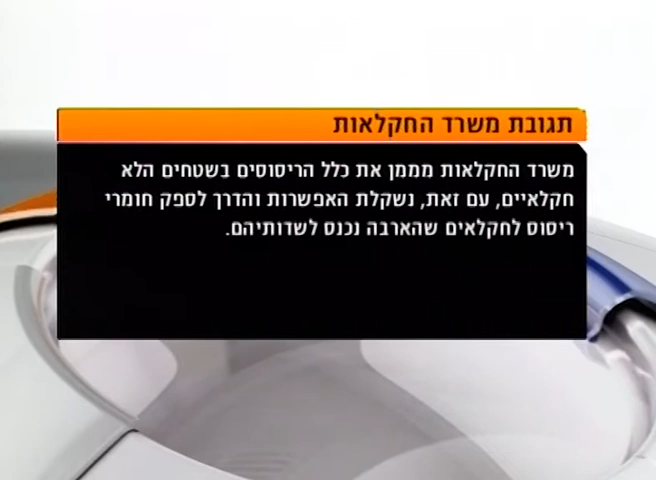 תגובת משרד החקלאות
משרד החקלאות מממן את כלל הריסוסים בשטחים הלא
חקלאיים, עם זאת, נשקלת האפשרות והדרך לספק חומרי
ריסוס לחקלאים שהארבה נכנס לשדותיהם.